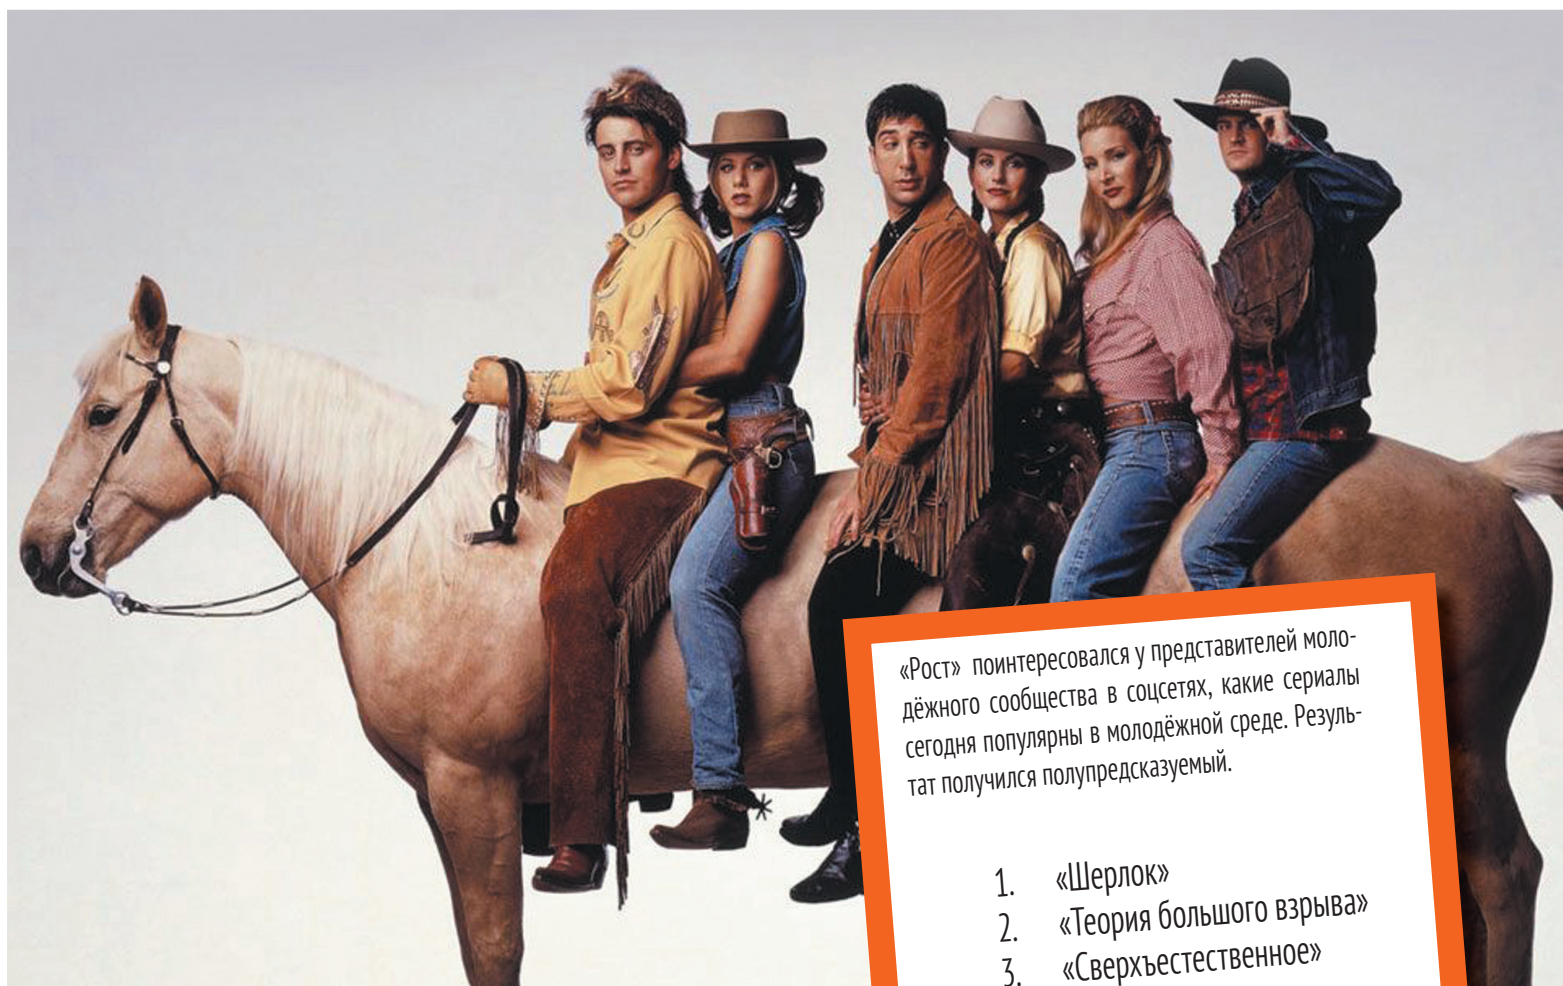 «Рост» поинтересовался у представителей моло-
дёжного сообщества в соцсетях, какие сериалы
сегодня популярны в молодёжной среде. Резуль-
тат получился полупредсказуемый.
1. «Шерлок»
2. «Теория большого взрыва»
3. «Сверхъестественное»